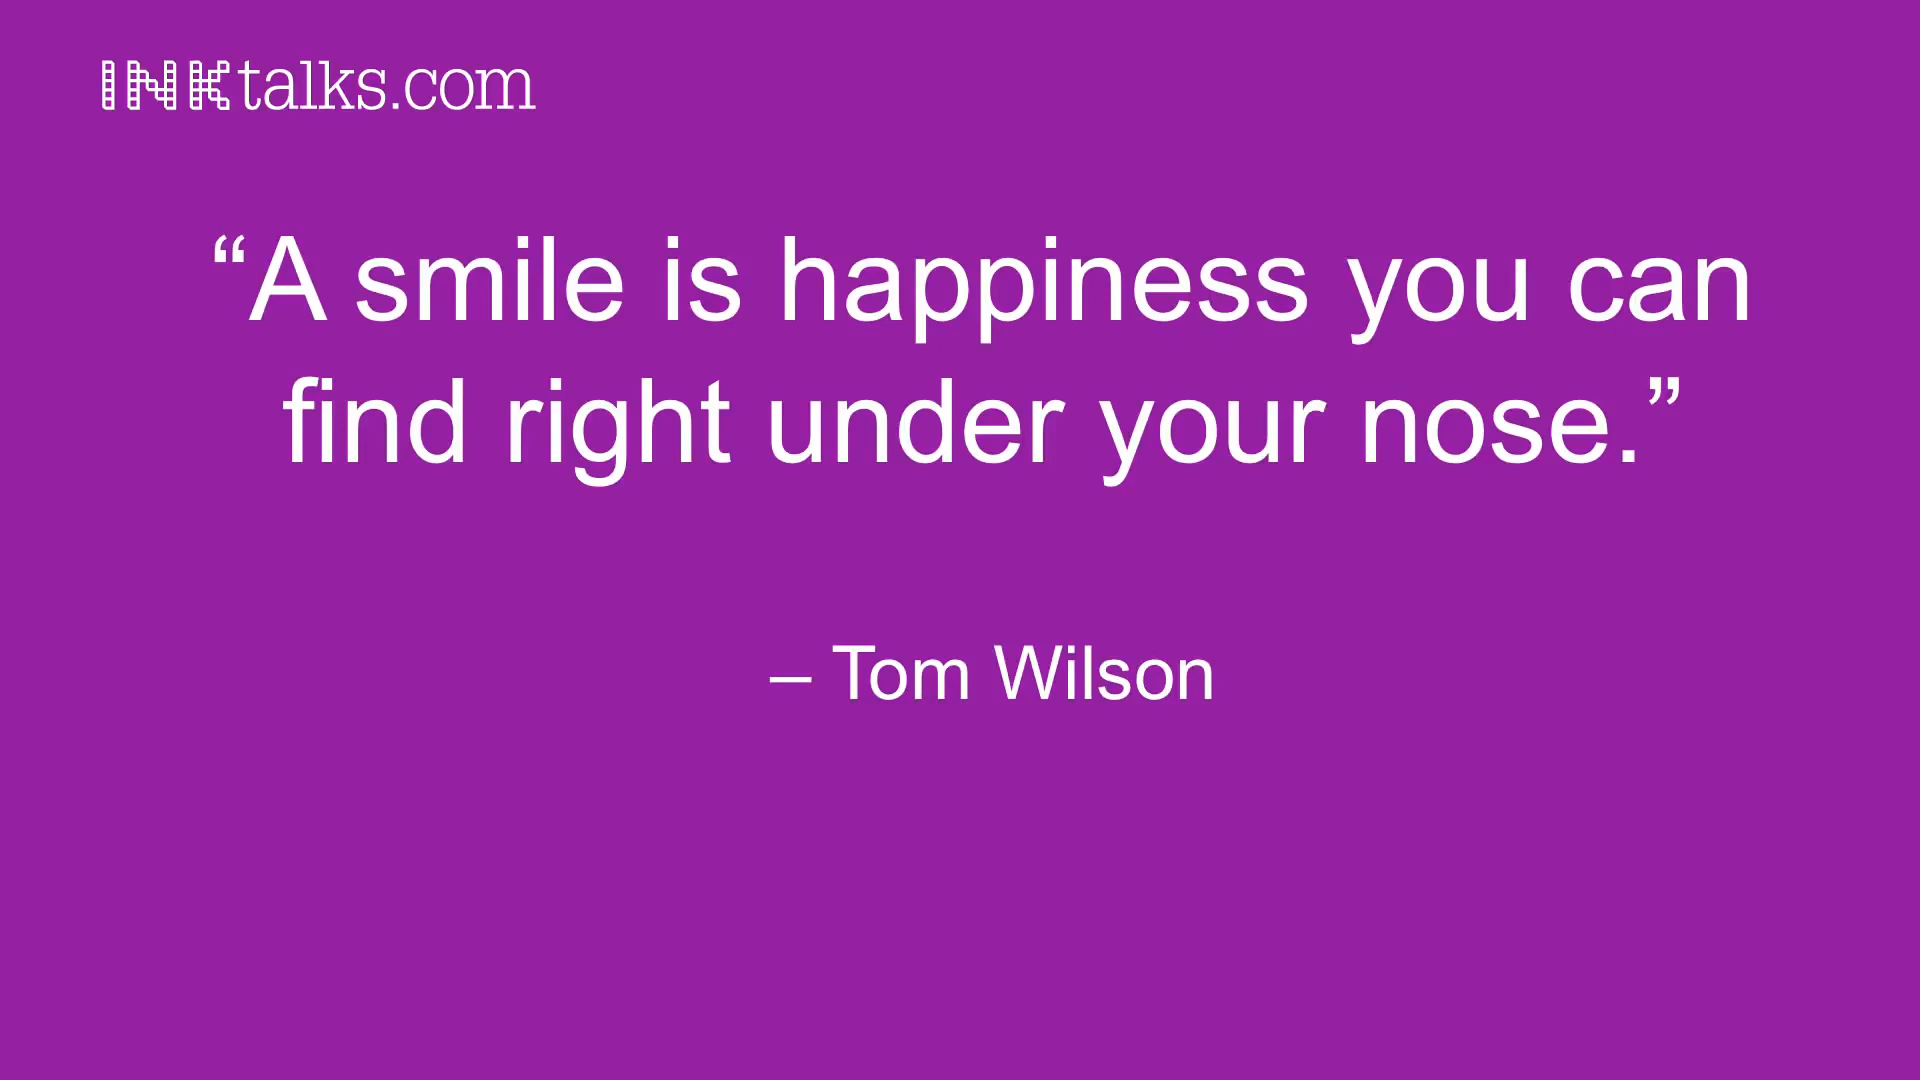 INKtalks.com
“A smile is happiness you can
find right under your nose.”
– Tom Wilson